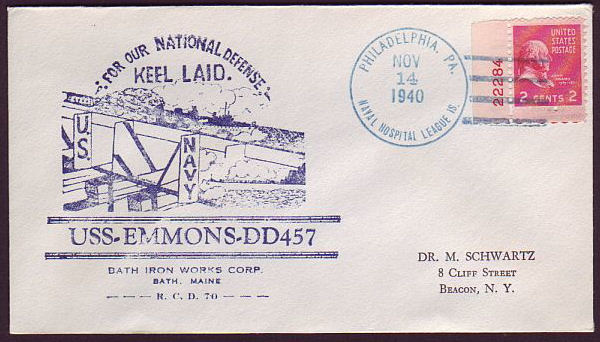 FOR OUR NATIONAL DEFENSE
KEEL LAID.
U.S.
NAVY
USS-EMMONS-DD457
BATH IRON WORKS CORP.
BATH, MAINE
R. C. D. 70
PHILADELPHIA, PA.
NOV
14
1940
NAVAL HOSPITAL LEAGUE IS.
22284
UNITED
STATES
POSTAGE
2 CENTS 2
DR. M. SCHWARTZ
8 CLIFF STREET
BEACON, N. Y.